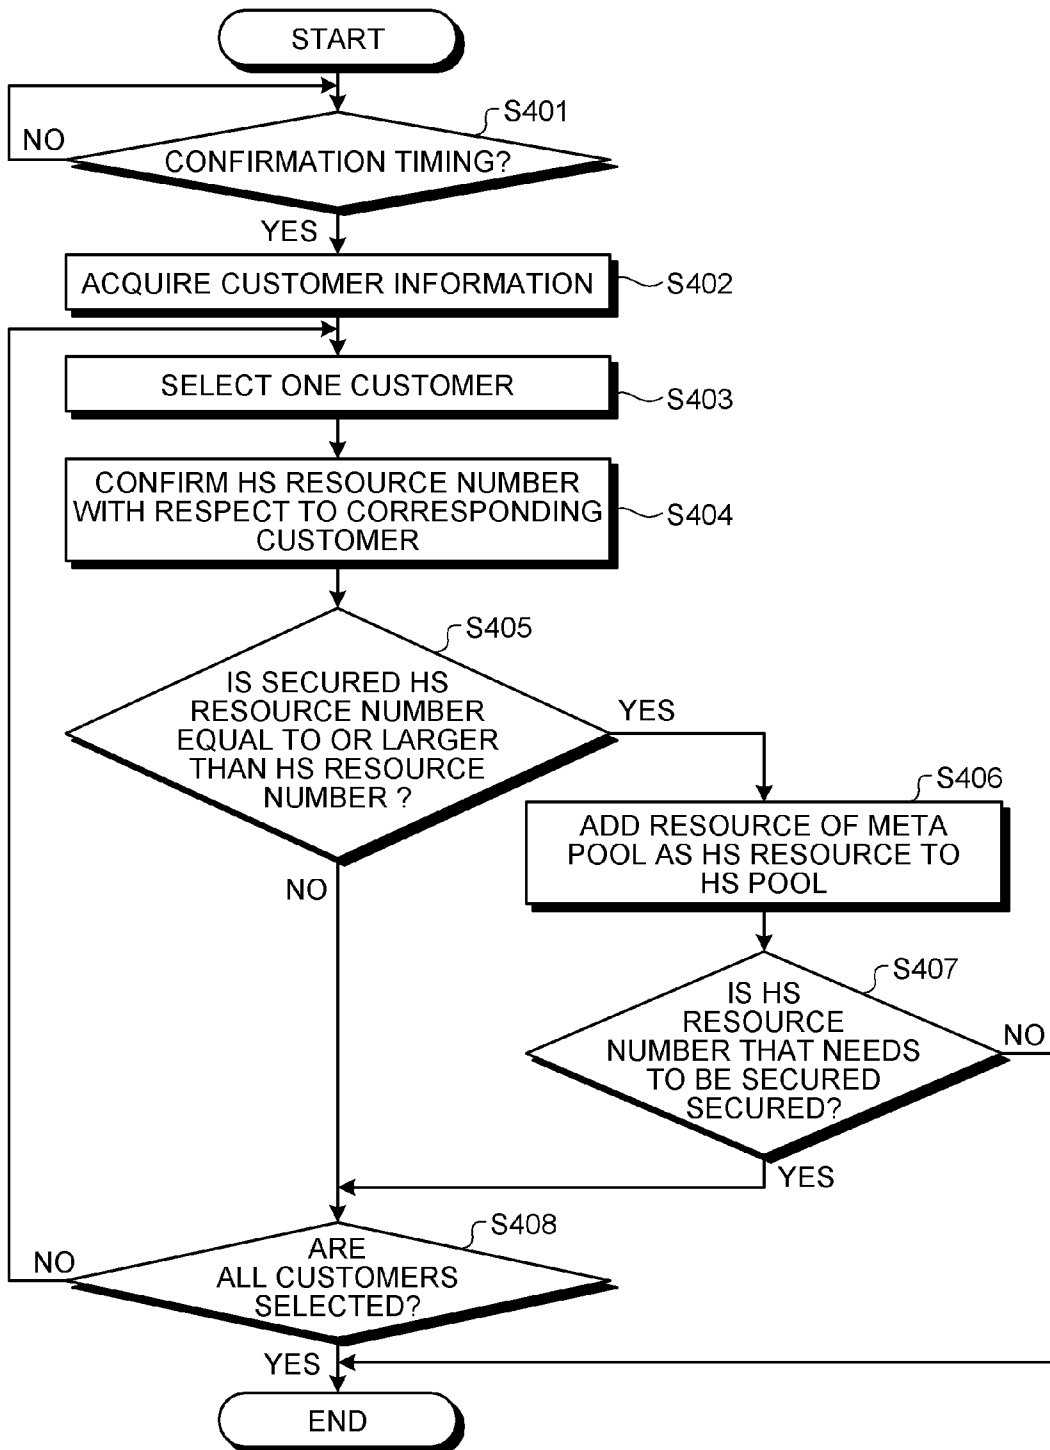 START
S401
NO
CONFIRMATION TIMING?
YES
ACQUIRE CUSTOMER INFORMATION
S402
SELECT ONE CUSTOMER
S403
CONFIRM HS RESOURCE NUMBER
WITH RESPECT TO CORRESPONDING
CUSTOMER
S404
S405
IS SECURED HS
RESOURCE NUMBER
EQUAL TO OR LARGER
THAN HS RESOURCE
NUMBER ?
YES
NO
S406
ADD RESOURCE OF META
POOL AS HS RESOURCE TO
HS POOL
S407
IS HS
RESOURCE
NUMBER THAT NEEDS
TO BE SECURED
SECURED?
NO
YES
S408
ARE
ALL CUSTOMERS
SELECTED?
NO
YES
END